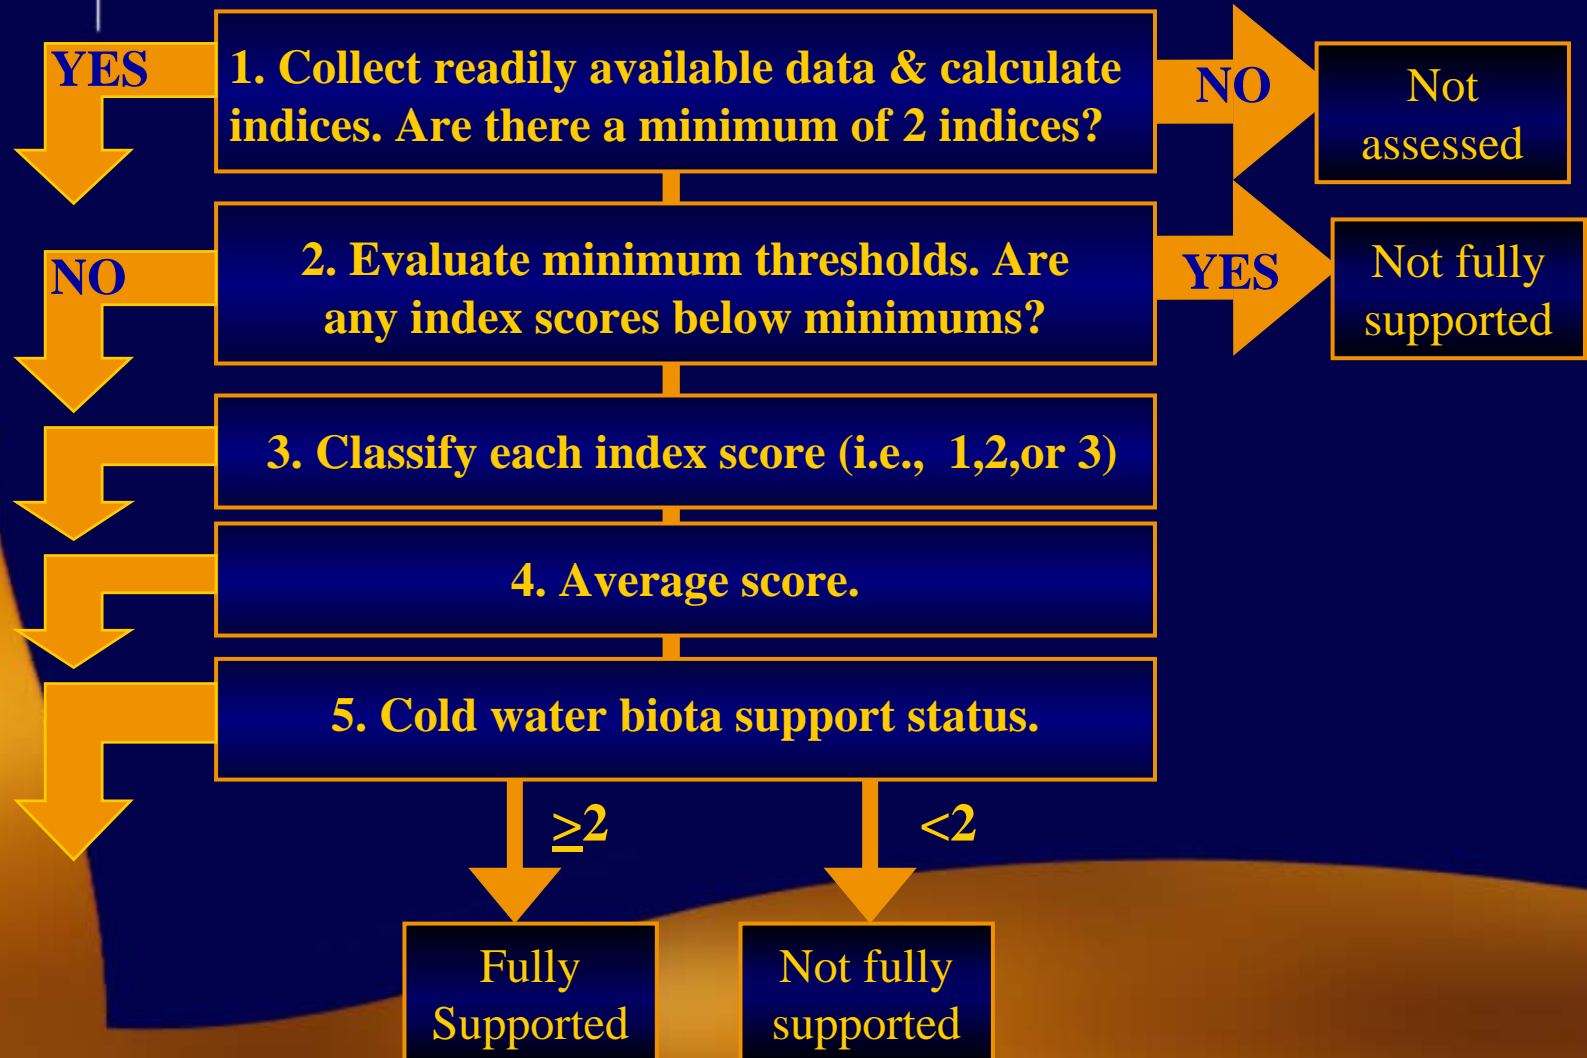 YES
1. Collect readily available data & calculate
indices. Are there a minimum of 2 indices?
NO
Not
assessed
NO
2. Evaluate minimum thresholds. Are
any index scores below minimums?
YES
Not fully
supported
3. Classify each index score (i.e., 1,2,or 3)
4. Average score.
5. Cold water biota support status.
≥2
<2
Fully
Supported
Not fully
supported